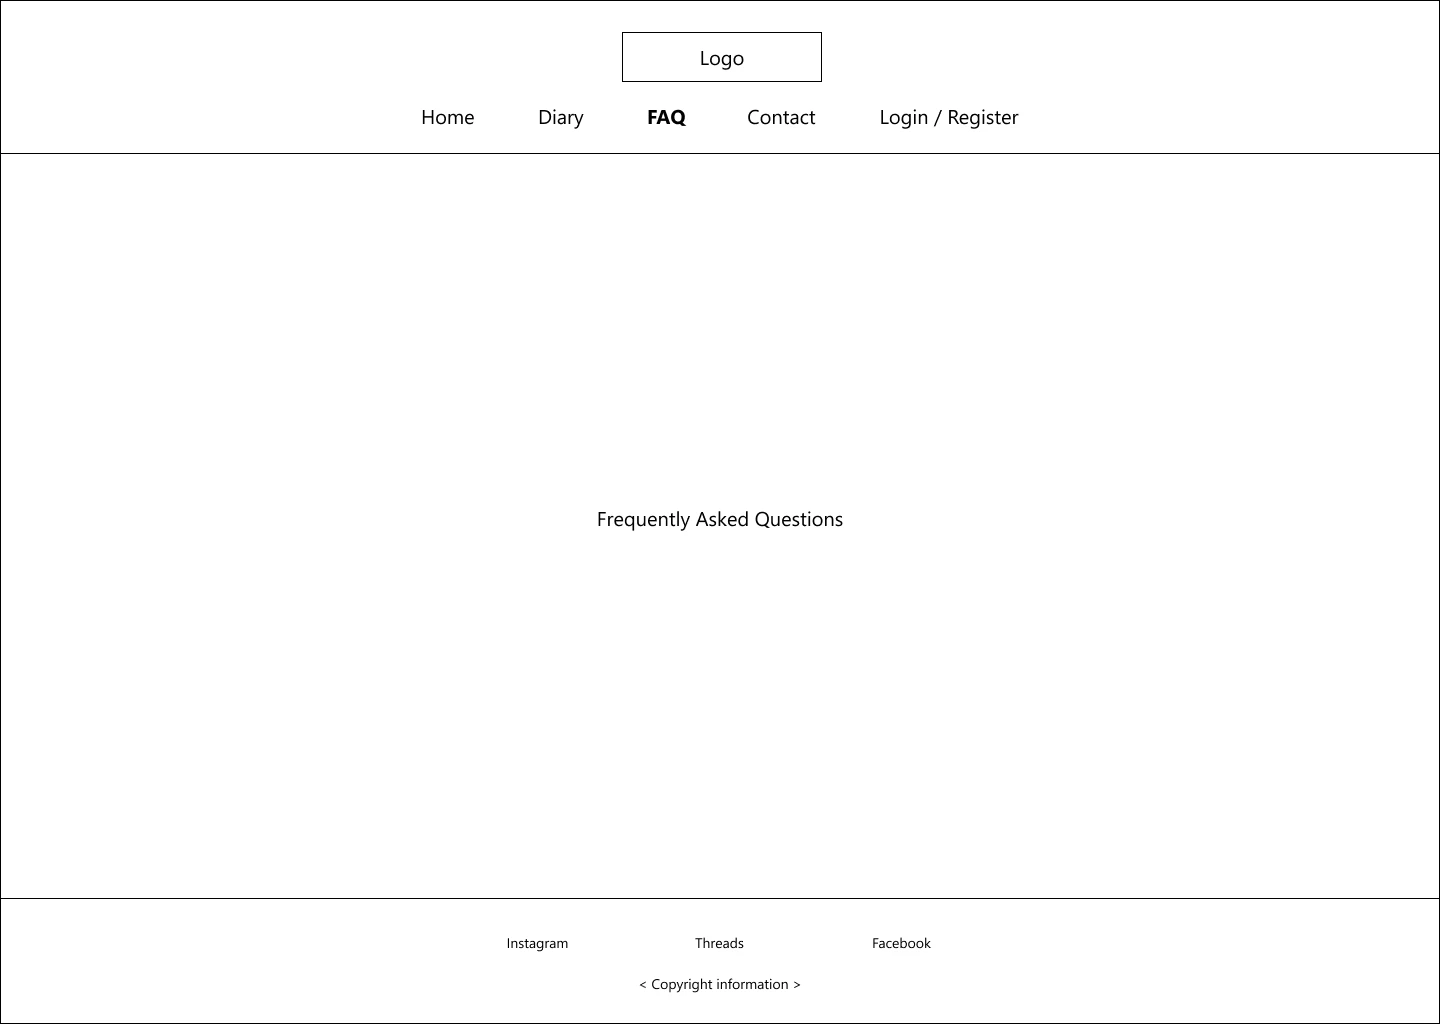 Logo
Home Diary FAQ Contact Login / Register
Frequently Asked Questions
Instagram Threads Facebook
< Copyright information >